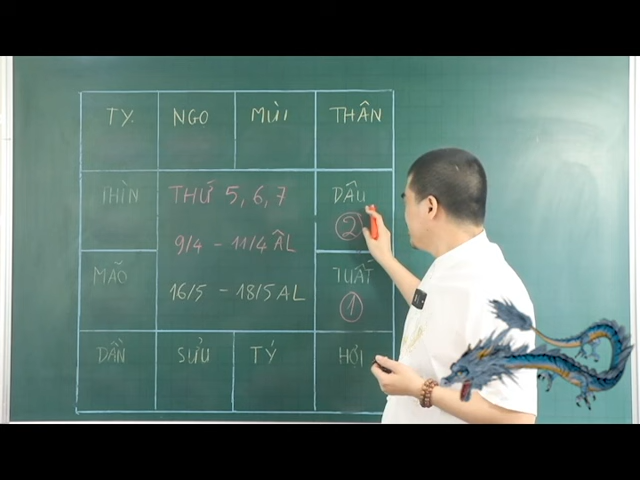 TY. NGO MÙI THÂN
THÌN THỨ 5, 6, 7 DẬU
2
9/4 - 11/4 ÂL
MÃO TUẤT
16/5 - 18/5 AL
1
DẦN SỬU TÝ HỢI